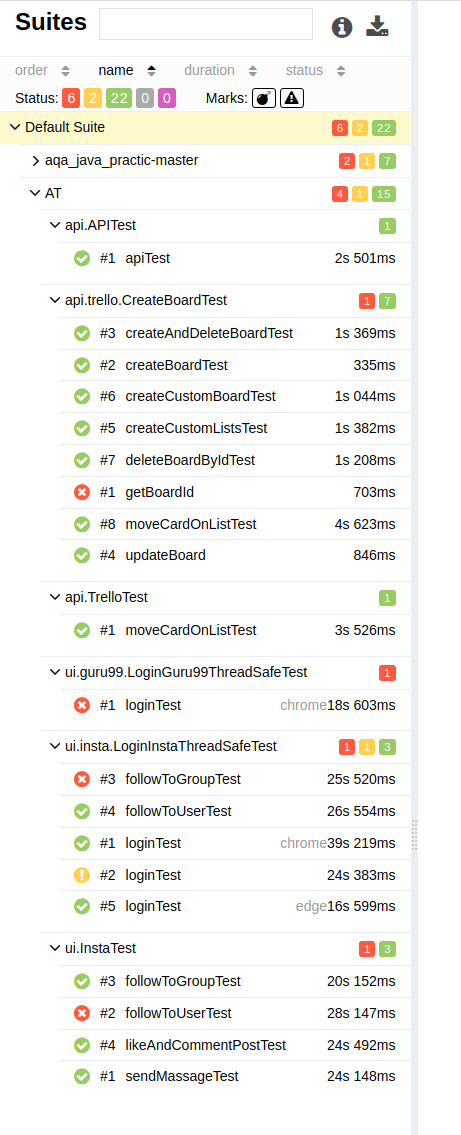 Suites
order name duration status
Status: 6 2 22 0 0 Marks:
Default Suite 6 2 22
aqa_java_practic-master 2 1 7
AT 4 1 15
api.APITest 1
#1 apiTest 2s 501ms
api.trello.CreateBoardTest 1 7
#3 createAndDeleteBoardTest 1s 369ms
#2 createBoardTest 335ms
#6 createCustomBoardTest 1s 044ms
#5 createCustomListsTest 1s 382ms
#7 deleteBoardByIdTest 1s 208ms
#1 getBoardId 703ms
#8 moveCardOnListTest 4s 623ms
#4 updateBoard 846ms
api.TrelloTest 1
#1 moveCardOnListTest 3s 526ms
ui.guru99.LoginGuru99ThreadSafeTest 1
#1 loginTest chrome18s 603ms
ui.insta.LoginInstaThreadSafeTest 1 1 3
#3 followToGroupTest 25s 520ms
#4 followToUserTest 26s 554ms
#1 loginTest chrome39s 219ms
#2 loginTest 24s 383ms
#5 loginTest edge16s 599ms
ui.InstaTest 1 3
#3 followToGroupTest 20s 152ms
#2 followToUserTest 28s 147ms
#4 likeAndCommentPostTest 24s 492ms
#1 sendMassageTest 24s 148ms